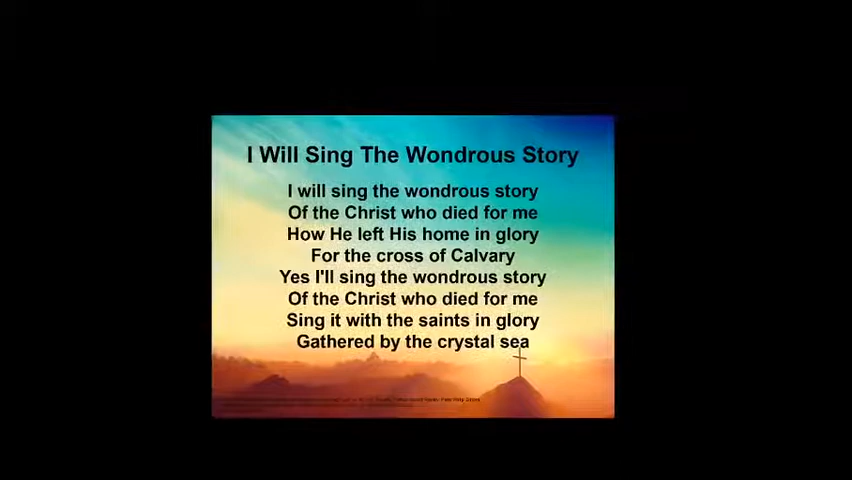 I Will Sing The Wondrous Story
I will sing the wondrous story
Of the Christ who died for me
How He left His home in glory
For the cross of Calvary
Yes I'll sing the wondrous story
Of the Christ who died for me
Sing it with the saints in glory
Gathered by the crystal sea